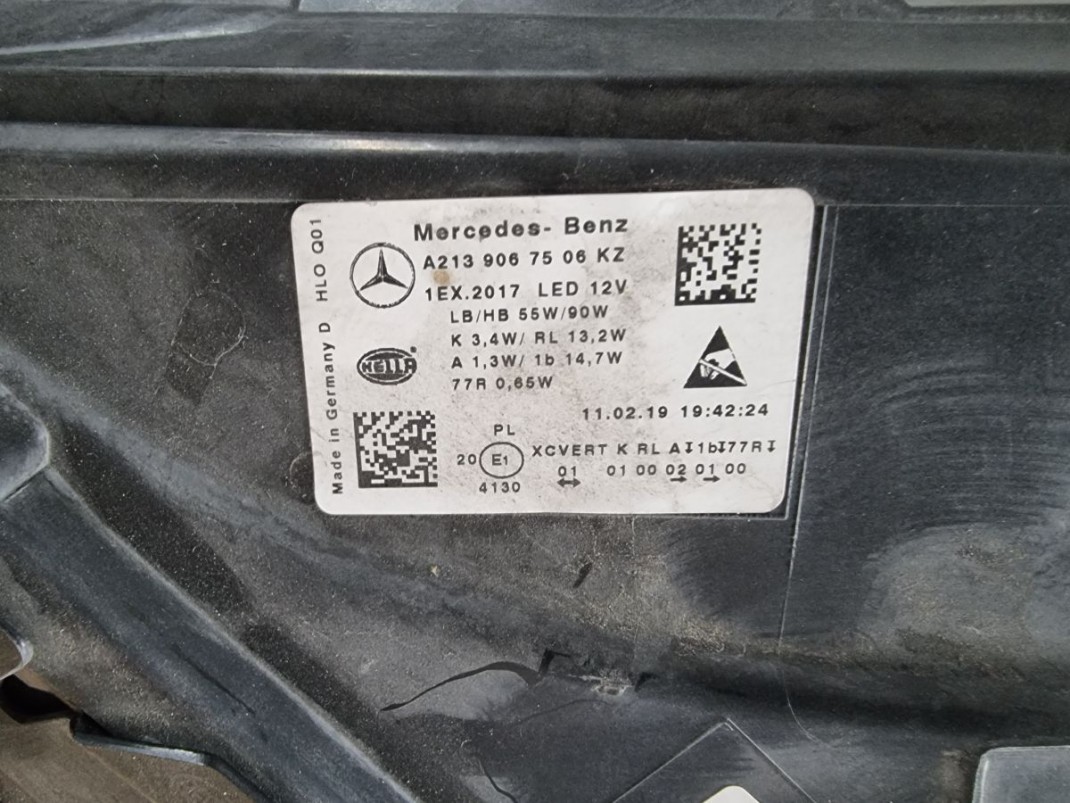 Mercedes- Benz
A213 906 75 06 KZ
1EX.2017 LED 12V
LB/HB 55W/90W
K 3,4W/ RL 13,2W
A 1,3W/ 1b 14,7W
77R 0,65W
HELLA
11.02.19 19:42:24
PL
20 E1 XCVERT K RL A↧1b↧77R↧
01 01 00 02 01 00
4130
Made in Germany D HLO Q01